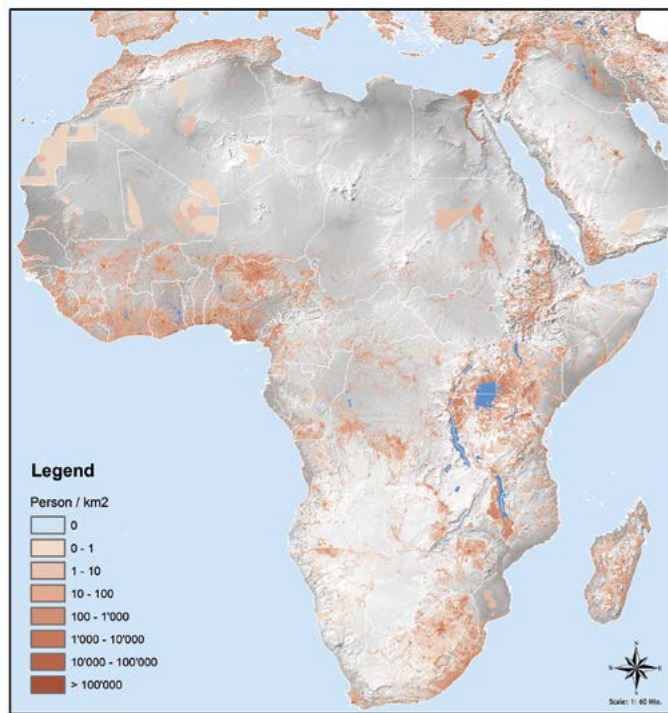 Legend
Person / km2
0
0 - 1
1 - 10
10 - 100
100 - 1'000
1'000 - 10'000
10'000 - 100'000
> 100'000
N
W
E
S
Scale: 1: 60 Mio.